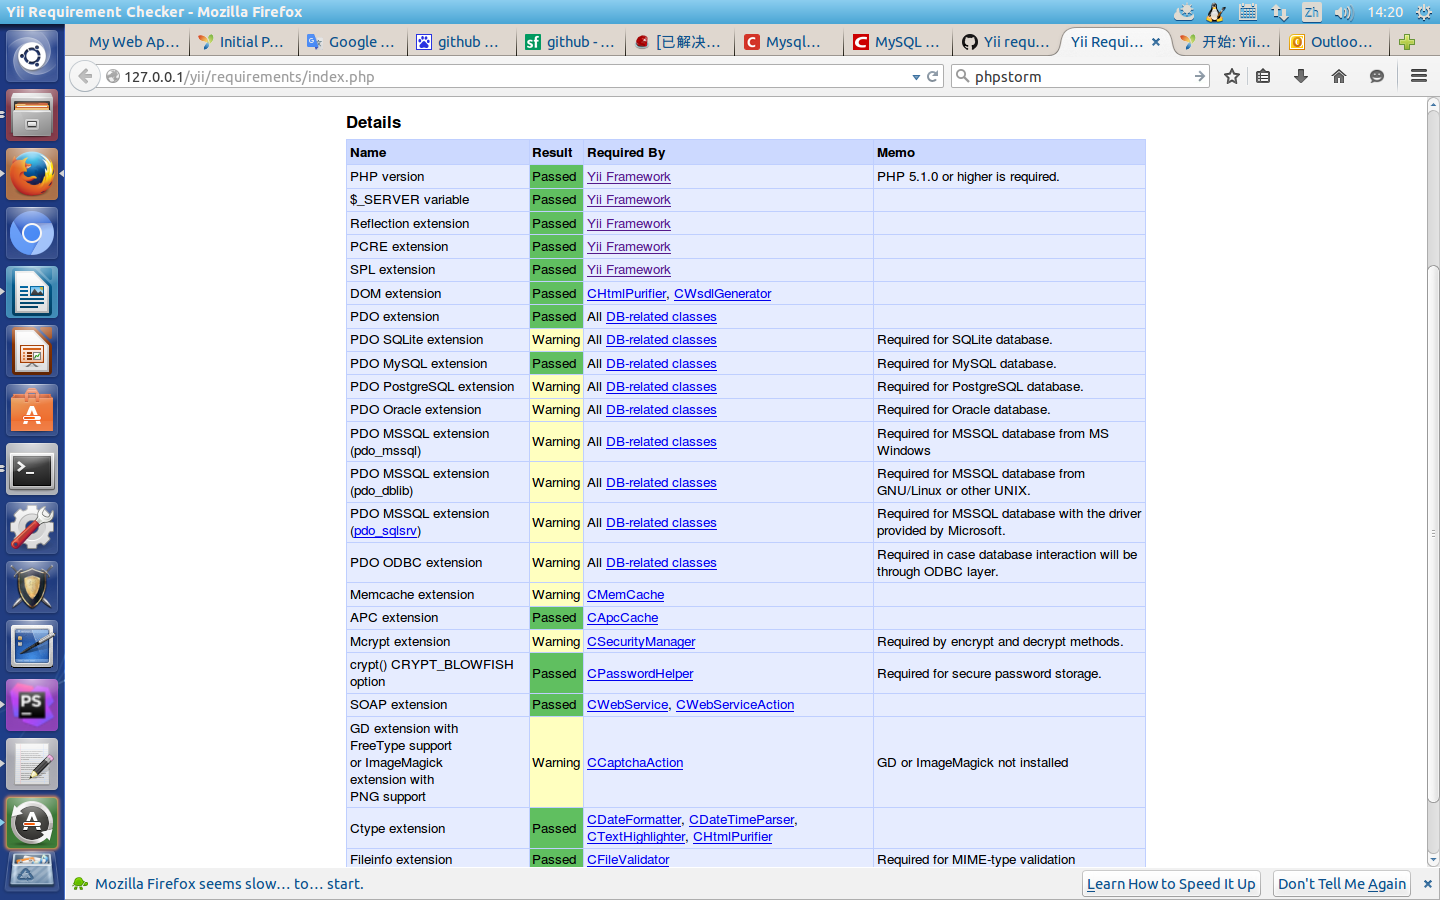 Yii Requirement Checker - Mozilla Firefox
Zh
14:20
My Web Ap...
Initial P...
Google ...
github ...
github - ...
[已解决...
Mysql...
MySQL ...
Yii requ...
Yii Requi...
开始: Yii...
Outloo...
127.0.0.1/yii/requirements/index.php
phpstorm
Details
Name Result Required By Memo
PHP version Passed Yii Framework PHP 5.1.0 or higher is required.
$_SERVER variable Passed Yii Framework
Reflection extension Passed Yii Framework
PCRE extension Passed Yii Framework
SPL extension Passed Yii Framework
DOM extension Passed CHtmlPurifier, CWsdlGenerator
PDO extension Passed All DB-related classes
PDO SQLite extension Warning All DB-related classes Required for SQLite database.
PDO MySQL extension Passed All DB-related classes Required for MySQL database.
PDO PostgreSQL extension Warning All DB-related classes Required for PostgreSQL database.
PDO Oracle extension Warning All DB-related classes Required for Oracle database.
PDO MSSQL extension
(pdo_mssql)
Warning All DB-related classes
Required for MSSQL database from MS
Windows
PDO MSSQL extension
(pdo_dblib)
Warning All DB-related classes
Required for MSSQL database from
GNU/Linux or other UNIX.
PDO MSSQL extension
(pdo_sqlsrv)
Warning All DB-related classes
Required for MSSQL database with the driver
provided by Microsoft.
PDO ODBC extension Warning All DB-related classes
Required in case database interaction will be
through ODBC layer.
Memcache extension Warning CMemCache
APC extension Passed CApcCache
Mcrypt extension Warning CSecurityManager Required by encrypt and decrypt methods.
crypt() CRYPT_BLOWFISH
option
Passed CPasswordHelper Required for secure password storage.
SOAP extension Passed CWebService, CWebServiceAction
GD extension with
FreeType support
or ImageMagick
extension with
PNG support
Warning CCaptchaAction GD or ImageMagick not installed
Ctype extension Passed
CDateFormatter, CDateTimeParser,
CTextHighlighter, CHtmlPurifier
Fileinfo extension Passed CFileValidator Required for MIME-type validation
PS
Mozilla Firefox seems slow... to... start.
Learn How to Speed It Up
Don't Tell Me Again